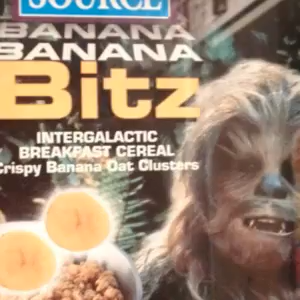 SOURCE
BANANA
BANANA
Bitz
INTERGALACTIC
BREAKFAST CEREAL
Crispy Banana Oat Clusters